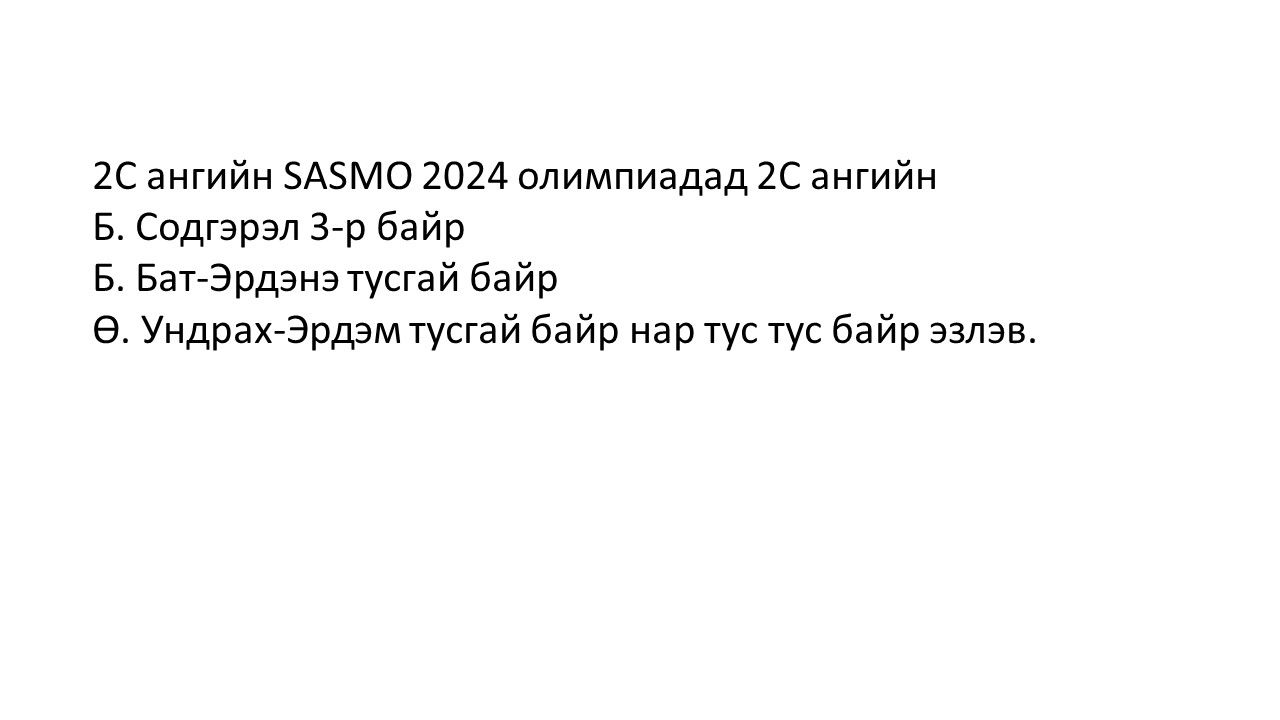 2С ангийн SASMO 2024 олимпиадад 2С ангийн
Б. Содгэрэл 3-р байр
Б. Бат-Эрдэнэ тусгай байр
Ө. Ундрах-Эрдэм тусгай байр нар тус тус байр эзлэв.